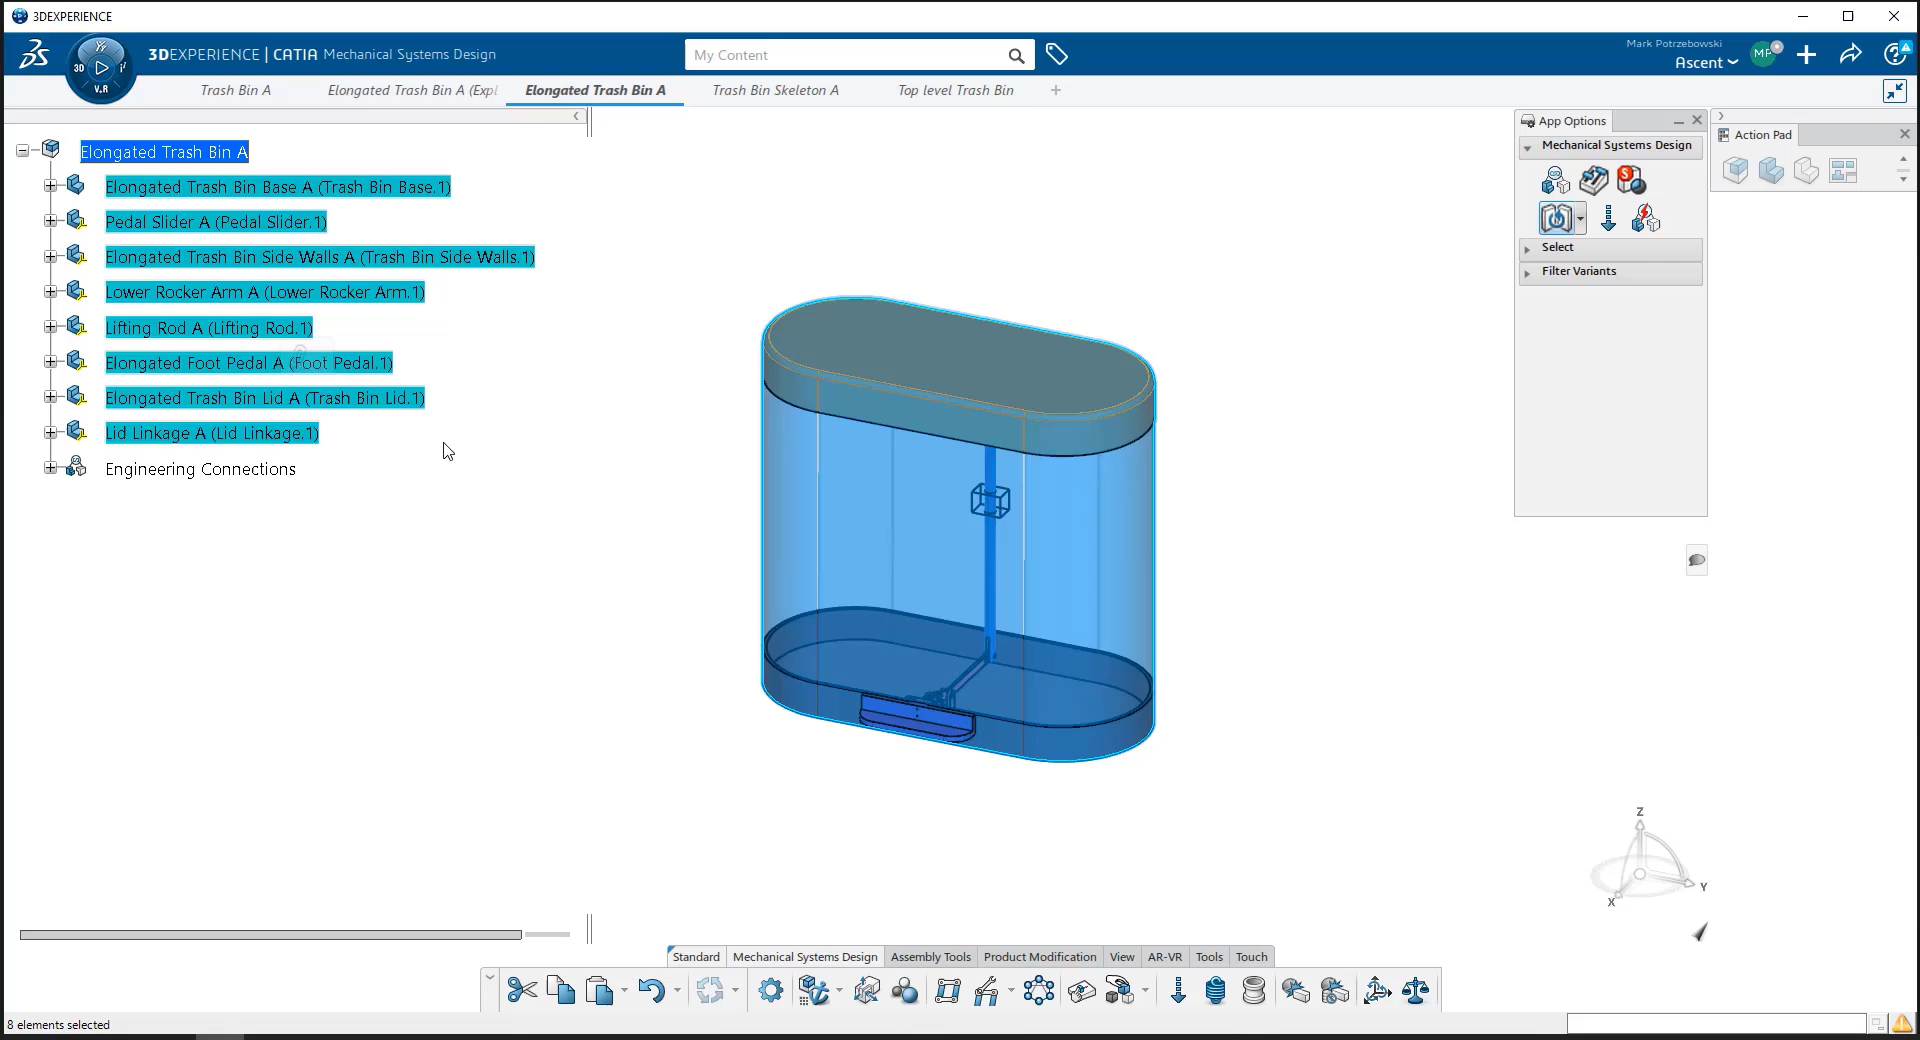 3DEXPERIENCE
3DEXPERIENCE | CATIA Mechanical Systems Design
My Content
Mark Potrzebowski
Ascent
MP
3D
V.R
Trash Bin A
Elongated Trash Bin A (Expl
Elongated Trash Bin A
Trash Bin Skeleton A
Top level Trash Bin
Elongated Trash Bin A
Elongated Trash Bin Base A (Trash Bin Base.1)
Pedal Slider A (Pedal Slider.1)
Elongated Trash Bin Side Walls A (Trash Bin Side Walls.1)
Lower Rocker Arm A (Lower Rocker Arm.1)
Lifting Rod A (Lifting Rod.1)
Elongated Foot Pedal A (Foot Pedal.1)
Elongated Trash Bin Lid A (Trash Bin Lid.1)
Lid Linkage A (Lid Linkage.1)
Engineering Connections
App Options
Mechanical Systems Design
Select
Filter Variants
Action Pad
Z
Y
X
Standard
Mechanical Systems Design
Assembly Tools
Product Modification
View
AR-VR
Tools
Touch
8 elements selected